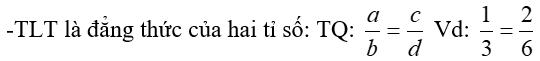 -TLT là đẳng thức của hai tỉ số: TQ: a/b = c/d Vd: 1/3 = 2/6